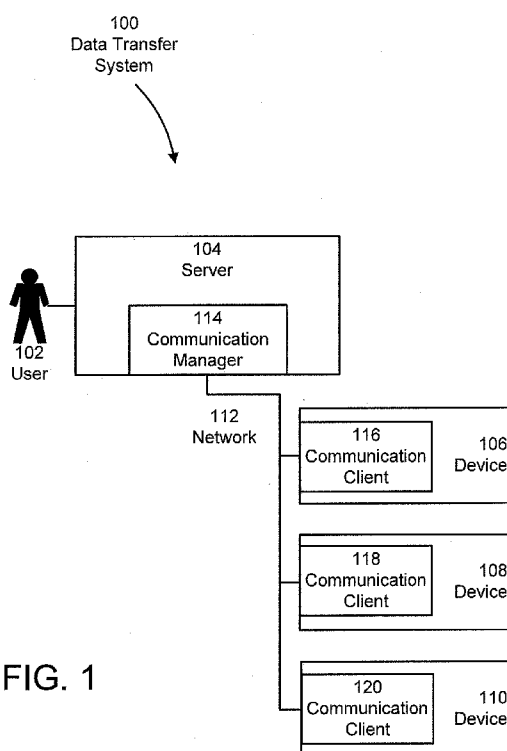 100
Data Transfer
System
104
Server
102
User
114
Communication
Manager
112
Network
116
Communication
Client
106
Device
118
Communication
Client
108
Device
120
Communication
Client
110
Device
FIG. 1